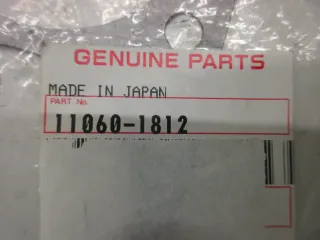 GENUINE PARTS
MADE IN JAPAN
PART No.
11060-1812